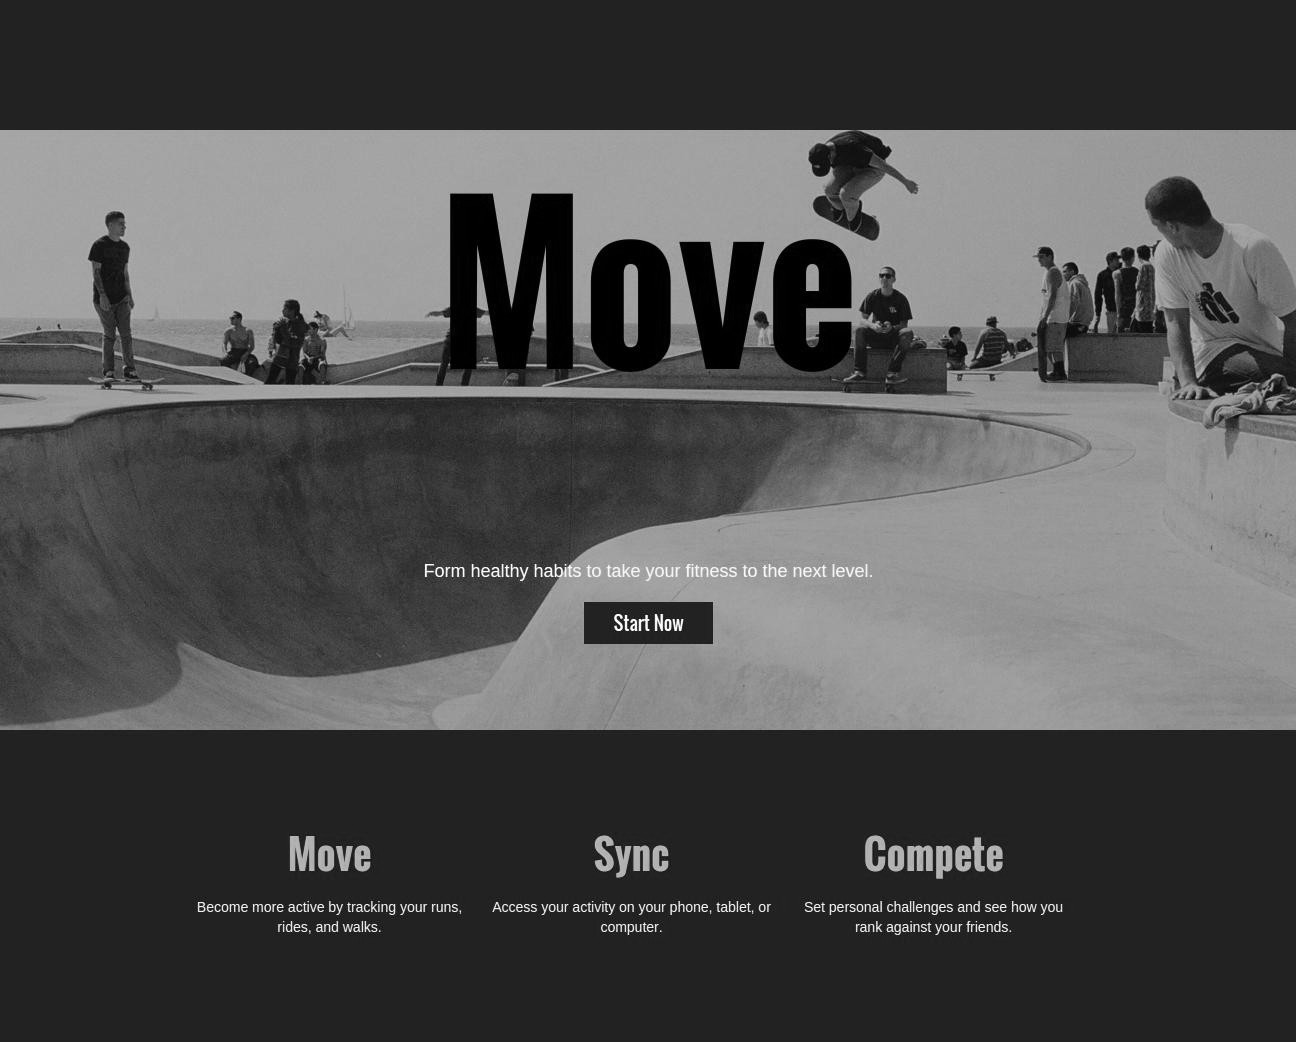 Move
Form healthy habits to take your fitness to the next level.
Start Now
Move
Become more active by tracking your runs,
rides, and walks.
Sync
Access your activity on your phone, tablet, or
computer.
Compete
Set personal challenges and see how you
rank against your friends.